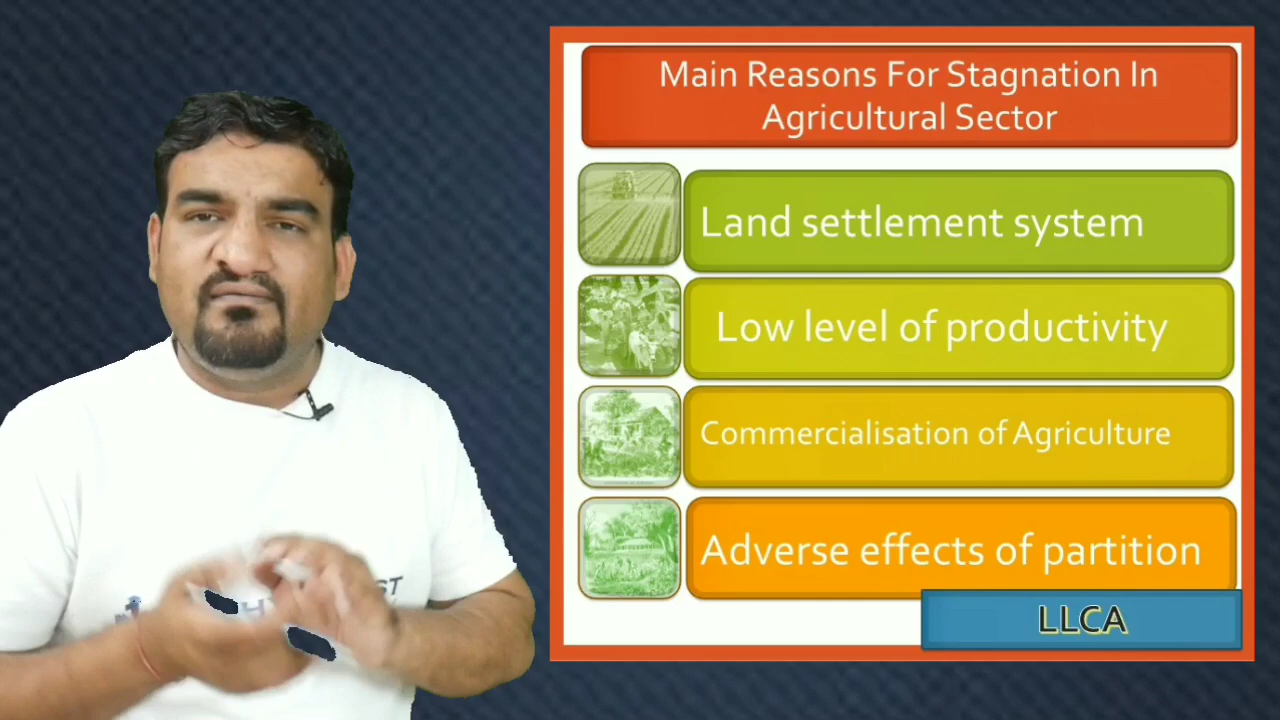 Main Reasons For Stagnation In
Agricultural Sector
Land settlement system
Low level of productivity
Commercialisation of Agriculture
Adverse effects of partition
LLCA